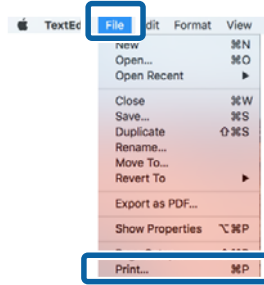 TextEd File dit Format View
New ⌘N
Open... ⌘O
Open Recent ▶
Close ⌘W
Save... ⌘S
Duplicate ⇧⌘S
Rename...
Move To...
Revert To ▶
Export as PDF...
Show Properties ⌥⌘P
Print... ⌘P